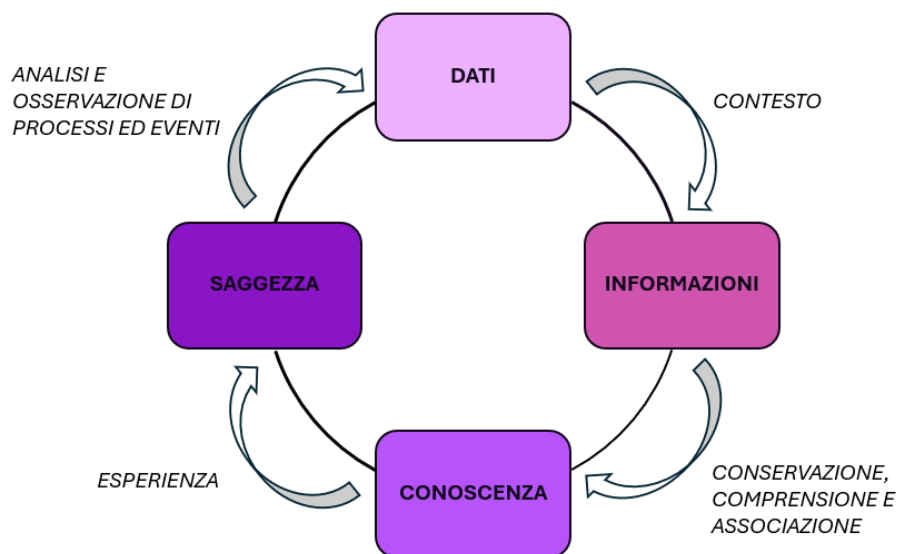 DATI
ANALISI E
OSSERVAZIONE DI
PROCESSI ED EVENTI
CONTESTO
SAGGEZZA
INFORMAZIONI
ESPERIENZA
CONOSCENZA
CONSERVAZIONE,
COMPRENSIONE E
ASSOCIAZIONE